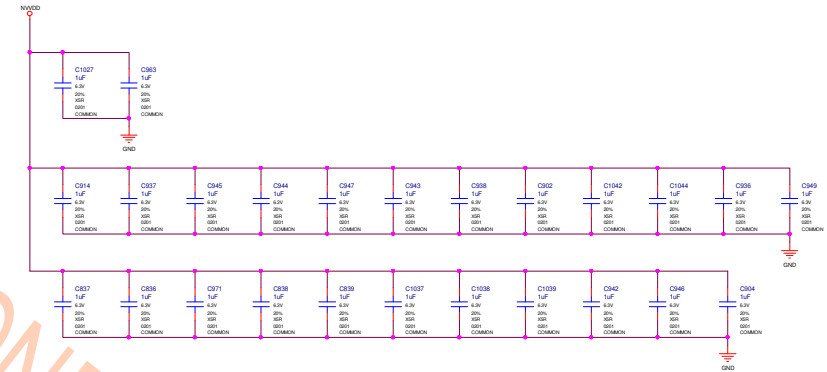 NVVDD
C1027 C963
1uF 1uF
6.3V 6.3V
20% 20%
X5R X5R
0201 0201
COMMON COMMON
GND
C914 C937 C945 C944 C947 C943 C938 C902 C1042 C1044 C936 C949
1uF 1uF 1uF 1uF 1uF 1uF 1uF 1uF 1uF 1uF 1uF 1uF
6.3V 6.3V 6.3V 6.3V 6.3V 6.3V 6.3V 6.3V 6.3V 6.3V 6.3V 6.3V
20% 20% 20% 20% 20% 20% 20% 20% 20% 20% 20% 20%
X5R X5R X5R X5R X5R X5R X5R X5R X5R X5R X5R X5R
0201 0201 0201 0201 0201 0201 0201 0201 0201 0201 0201 0201
COMMON COMMON COMMON COMMON COMMON COMMON COMMON COMMON COMMON COMMON COMMON COMMON
GND
C837 C836 C971 C838 C839 C1037 C1038 C1039 C942 C946 C904
1uF 1uF 1uF 1uF 1uF 1uF 1uF 1uF 1uF 1uF 1uF
6.3V 6.3V 6.3V 6.3V 6.3V 6.3V 6.3V 6.3V 6.3V 6.3V 6.3V
20% 20% 20% 20% 20% 20% 20% 20% 20% 20% 20%
X5R X5R X5R X5R X5R X5R X5R X5R X5R X5R X5R
0201 0201 0201 0201 0201 0201 0201 0201 0201 0201 0201
COMMON COMMON COMMON COMMON COMMON COMMON COMMON COMMON COMMON COMMON COMMON
GND